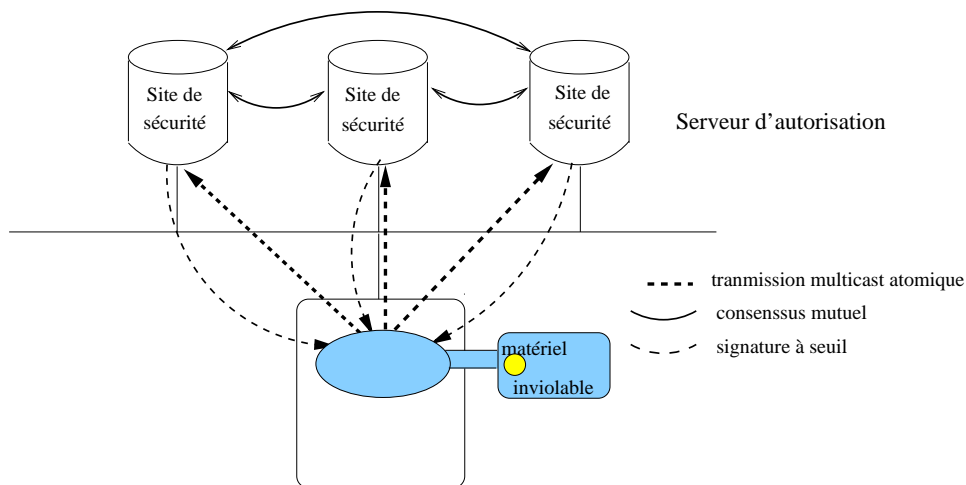 Site de
sécurité
Site de
sécurité
Site de
sécurité
Serveur d'autorisation
tranmission multicast atomique
consenssus mutuel
signature à seuil
matériel
inviolable